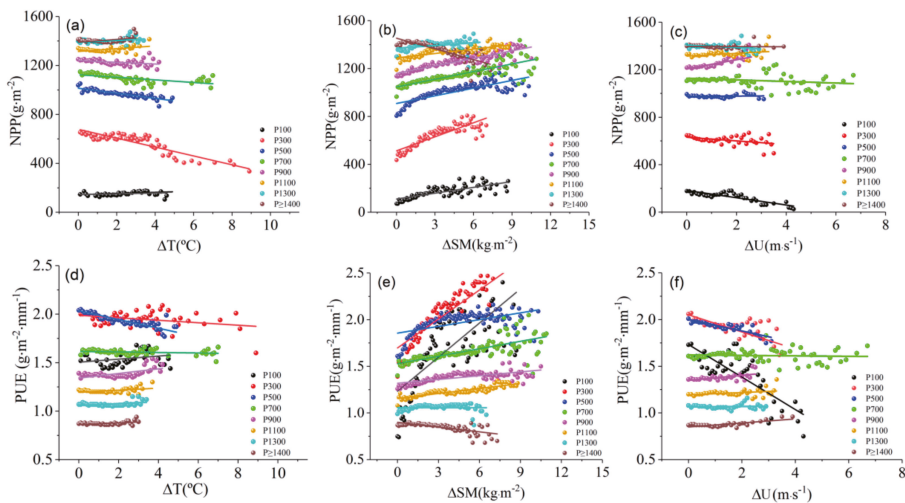 (a)
NPP(g·m-2)
1600
1200
800
400
0
0 2 4 6 8 10
ΔT(ºC)
P100
P300
P500
P700
P900
P1100
P1300
P≥1400
(b)
NPP(g·m-2)
1600
1200
800
400
0
0 3 6 9 12 15
ΔSM(kg·m-2)
P100
P300
P500
P700
P900
P1100
P1300
P≥1400
(c)
NPP(g·m-2)
1600
1200
800
400
0
0 2 4 6 8
ΔU(m·s-1)
P100
P300
P500
P700
P900
P1100
P1300
P≥1400
(d)
PUE (g·m-2·mm-1)
2.5
2.0
1.5
1.0
0.5
0 2 4 6 8 10
ΔT(ºC)
P100
P300
P500
P700
P900
P1100
P1300
P≥1400
(e)
PUE(g·m-2·mm-1)
2.5
2.0
1.5
1.0
0.5
0 3 6 9 12 15
ΔSM(kg·m-2)
P100
P300
P500
P700
P900
P1100
P1300
P≥1400
(f)
PUE(g·m-2·mm-1)
2.5
2.0
1.5
1.0
0.5
0 2 4 6 8
ΔU(m·s-1)
P100
P300
P500
P700
P900
P1100
P1300
P≥1400